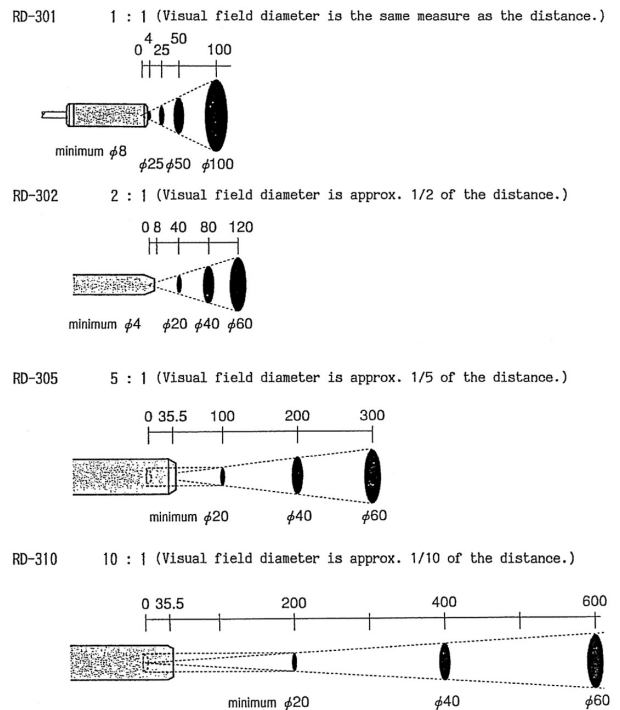 RD-301 1 : 1 (Visual field diameter is the same measure as the distance.)
0 4 25 50 100
minimum φ8 φ25 φ50 φ100
RD-302 2 : 1 (Visual field diameter is approx. 1/2 of the distance.)
0 8 40 80 120
minimum φ4 φ20 φ40 φ60
RD-305 5 : 1 (Visual field diameter is approx. 1/5 of the distance.)
0 35.5 100 200 300
minimum φ20 φ40 φ60
RD-310 10 : 1 (Visual field diameter is approx. 1/10 of the distance.)
0 35.5 200 400 600
minimum φ20 φ40 φ60